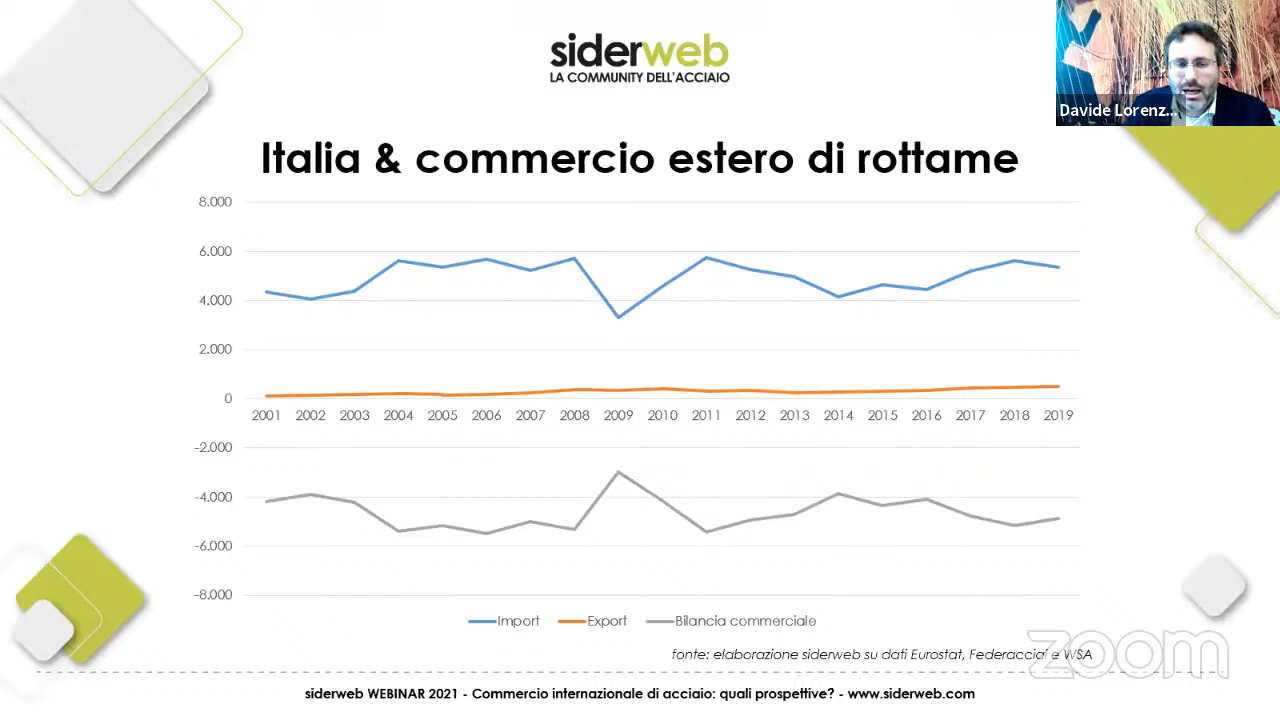 siderweb
LA COMMUNITY DELL'ACCIAIO
Davide Lorenz...
Italia & commercio estero di rottame
8.000
6.000
4.000
2.000
0
2001 2002 2003 2004 2005 2006 2007 2008 2009 2010 2011 2012 2013 2014 2015 2016 2017 2018 2019
-2.000
-4.000
-6.000
-8.000
Import Export Bilancia commerciale
fonte: elaborazione siderweb su dati Eurostat, Federacciai e WSA
zoom
siderweb WEBINAR 2021 - Commercio internazionale di acciaio: quali prospettive? - www.siderweb.com